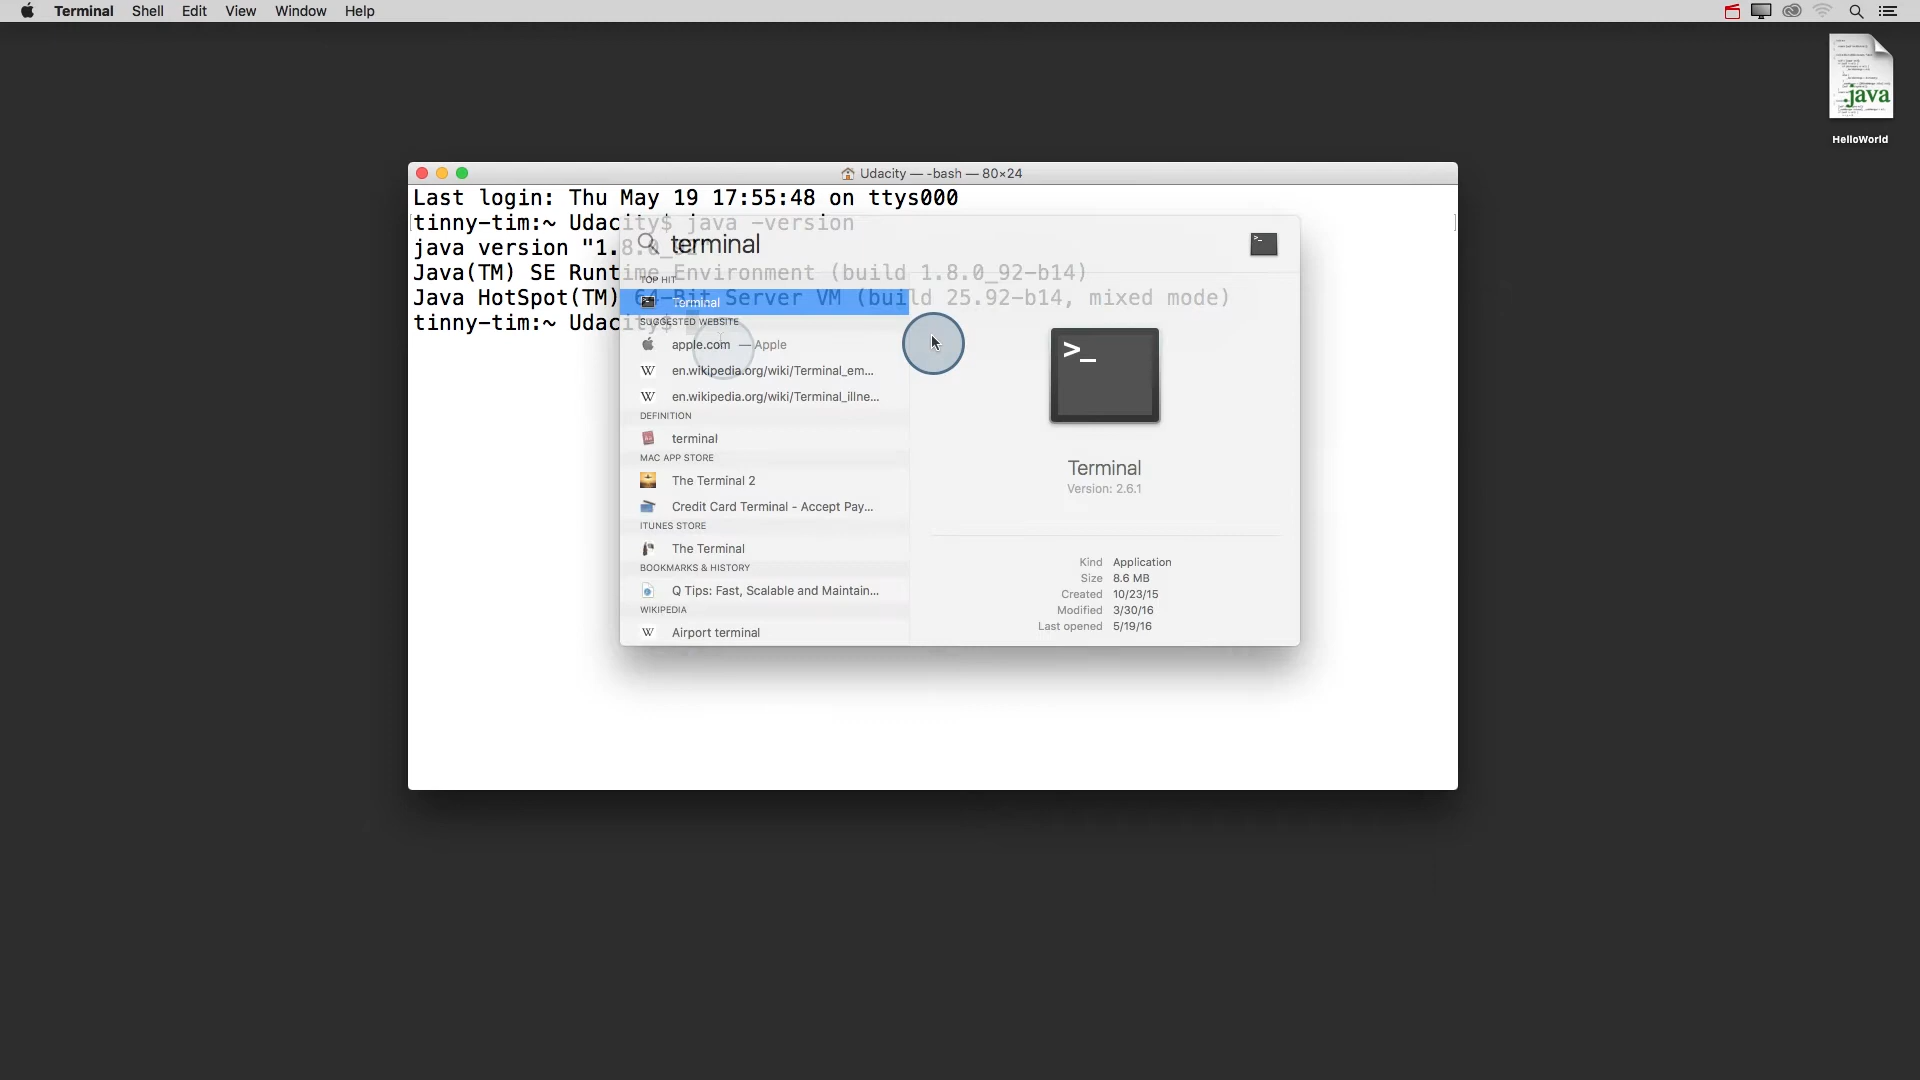 Terminal Shell Edit View Window Help
.java
HelloWorld
Udacity — -bash — 80×24
Last login: Thu May 19 17:55:48 on ttys000
tinny-tim:~ Udacity$ java -version
java version "1.8.0_92"
Java(TM) SE Runtime Environment (build 1.8.0_92-b14)
Java HotSpot(TM) 64-Bit Server VM (build 25.92-b14, mixed mode)
tinny-tim:~ Udacity$
terminal
TOP HIT
Terminal
SUGGESTED WEBSITE
apple.com — Apple
en.wikipedia.org/wiki/Terminal_em...
en.wikipedia.org/wiki/Terminal_illne...
DEFINITION
terminal
MAC APP STORE
The Terminal 2
Credit Card Terminal - Accept Pay...
ITUNES STORE
The Terminal
BOOKMARKS & HISTORY
Q Tips: Fast, Scalable and Maintain...
WIKIPEDIA
Airport terminal
>_
Terminal
Version: 2.6.1
Kind Application
Size 8.6 MB
Created 10/23/15
Modified 3/30/16
Last opened 5/19/16